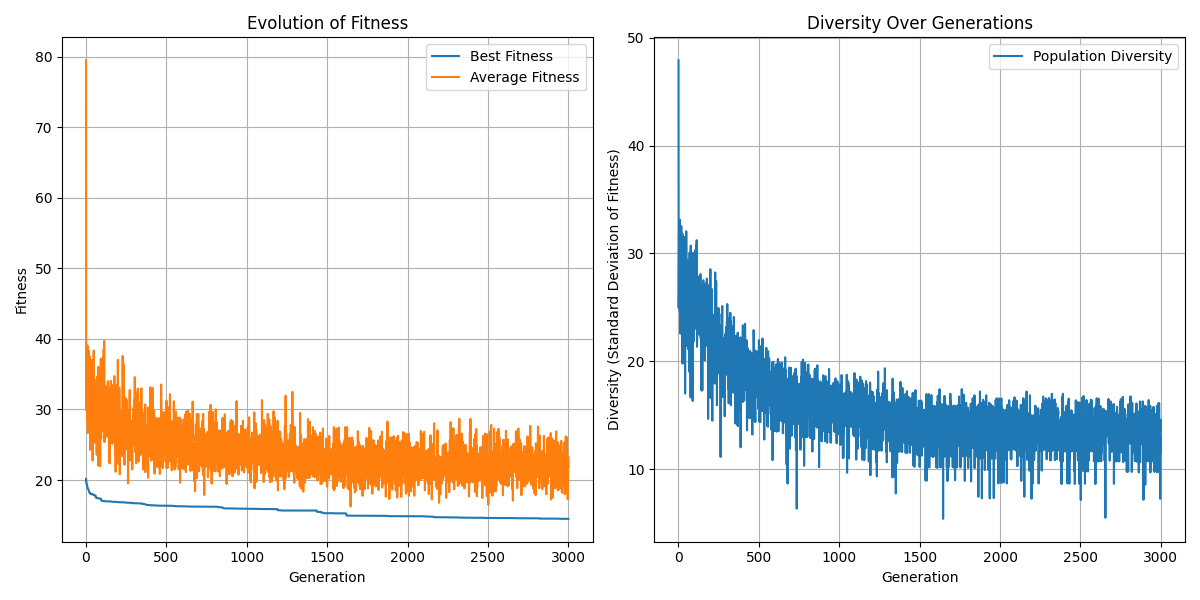 Evolution of Fitness
Best Fitness
Average Fitness
Fitness
80
70
60
50
40
30
20
0
500
1000
1500
2000
2500
3000
Generation
Diversity Over Generations
Population Diversity
Diversity (Standard Deviation of Fitness)
50
40
30
20
10
0
500
1000
1500
2000
2500
3000
Generation